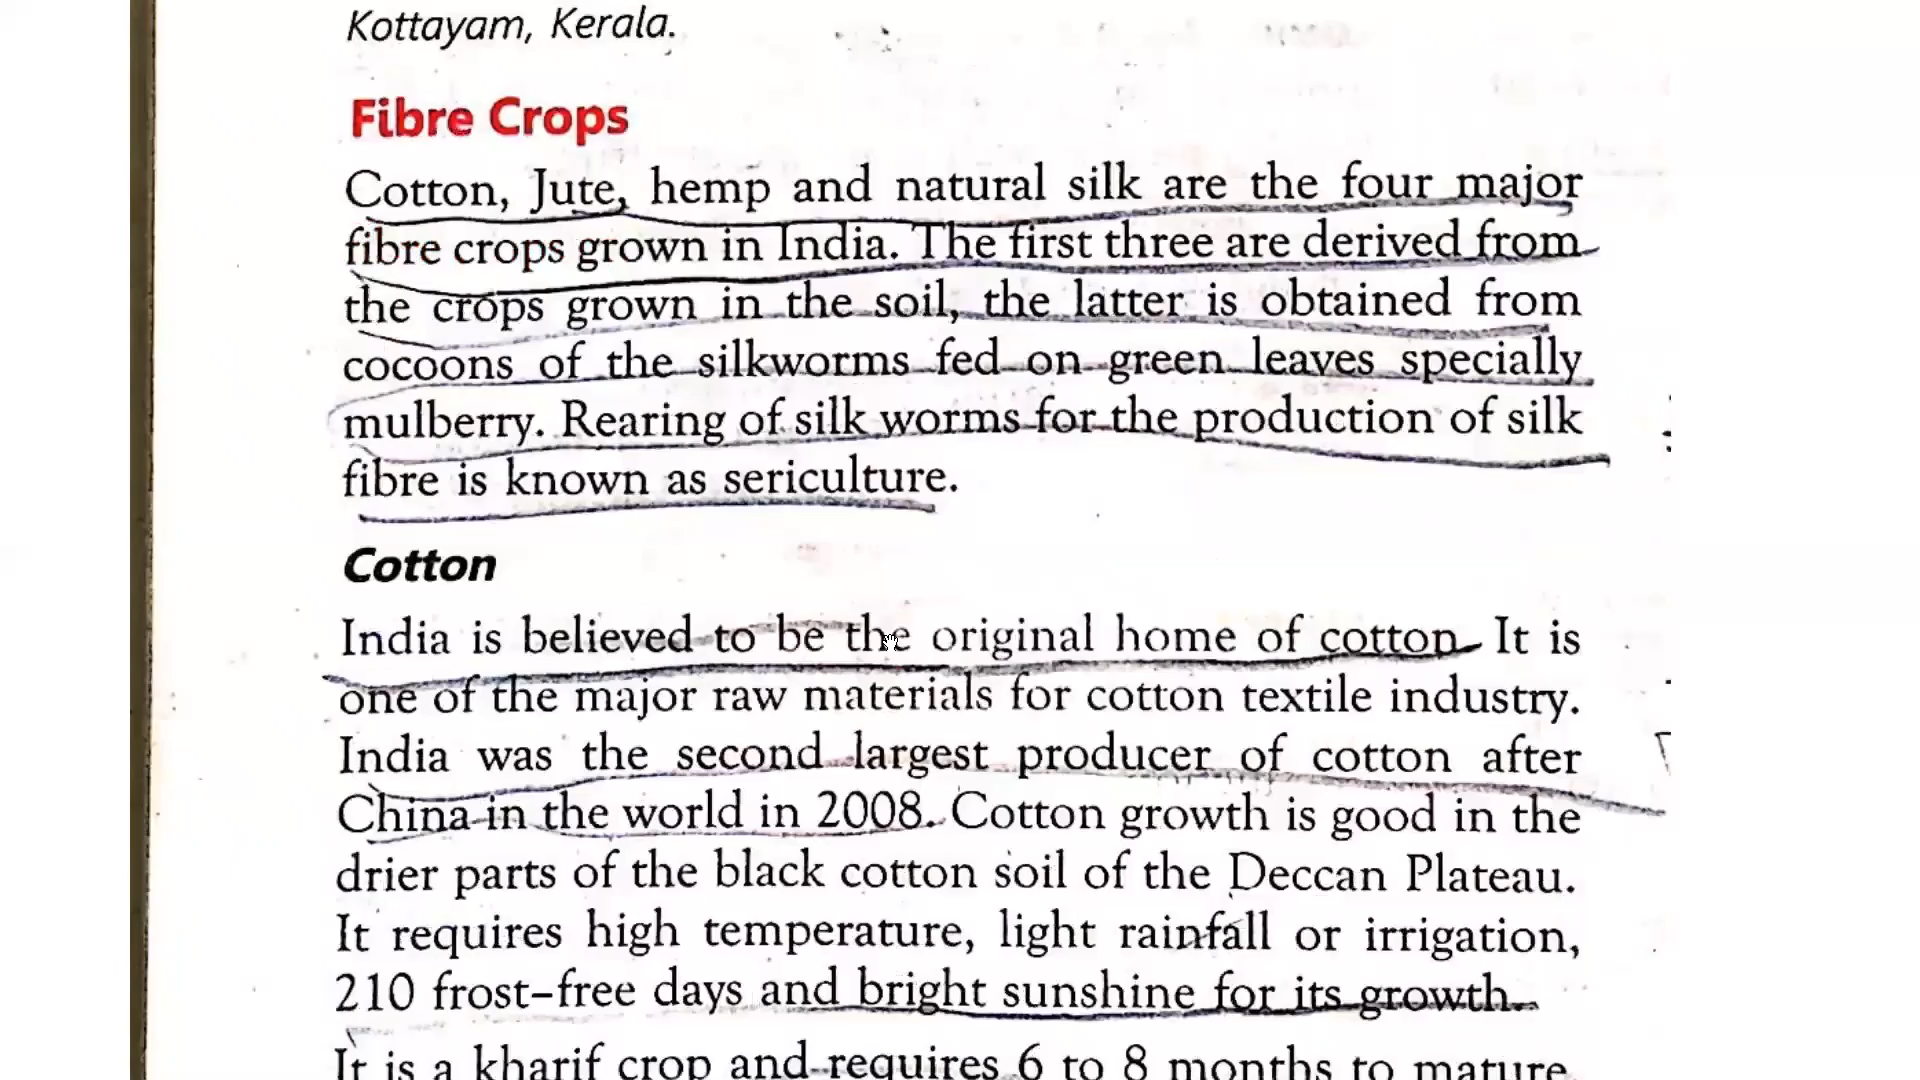 Kottayam, Kerala.
Fibre Crops
Cotton, Jute, hemp and natural silk are the four major
fibre crops grown in India. The first three are derived from
the crops grown in the soil, the latter is obtained from
cocoons of the silkworms fed on green leaves specially
mulberry. Rearing of silk worms for the production of silk
fibre is known as sericulture.
Cotton
India is believed to be the original home of cotton. It is
one of the major raw materials for cotton textile industry.
India was the second largest producer of cotton after
China in the world in 2008. Cotton growth is good in the
drier parts of the black cotton soil of the Deccan Plateau.
It requires high temperature, light rainfall or irrigation,
210 frost-free days and bright sunshine for its growth.
It is a kharif crop and requires 6 to 8 months to mature.